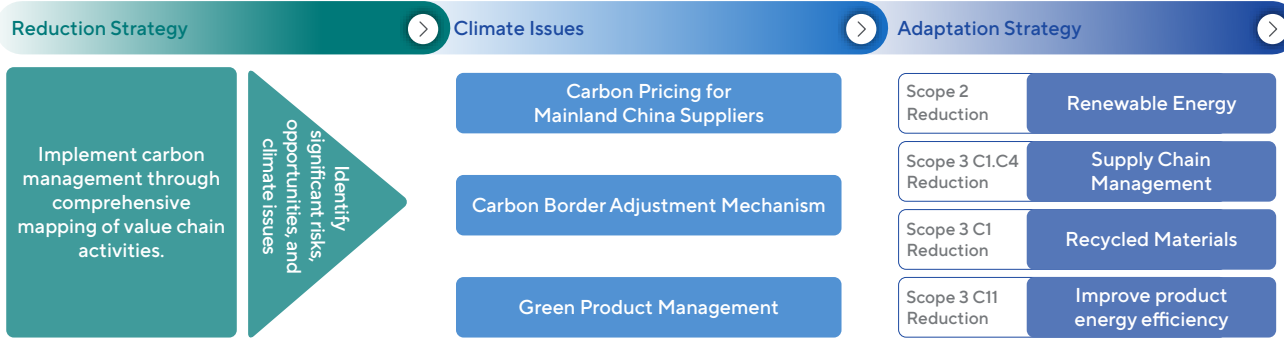 Reduction Strategy
Implement carbon
management through
comprehensive
mapping of value chain
activities.
Identify
significant risks,
opportunities, and
climate issues
Climate Issues
Carbon Pricing for
Mainland China Suppliers
Carbon Border Adjustment Mechanism
Green Product Management
Adaptation Strategy
Scope 2
Reduction
Renewable Energy
Scope 3 C1.C4
Reduction
Supply Chain
Management
Scope 3 C1
Reduction
Recycled Materials
Scope 3 C11
Reduction
Improve product
energy efficiency